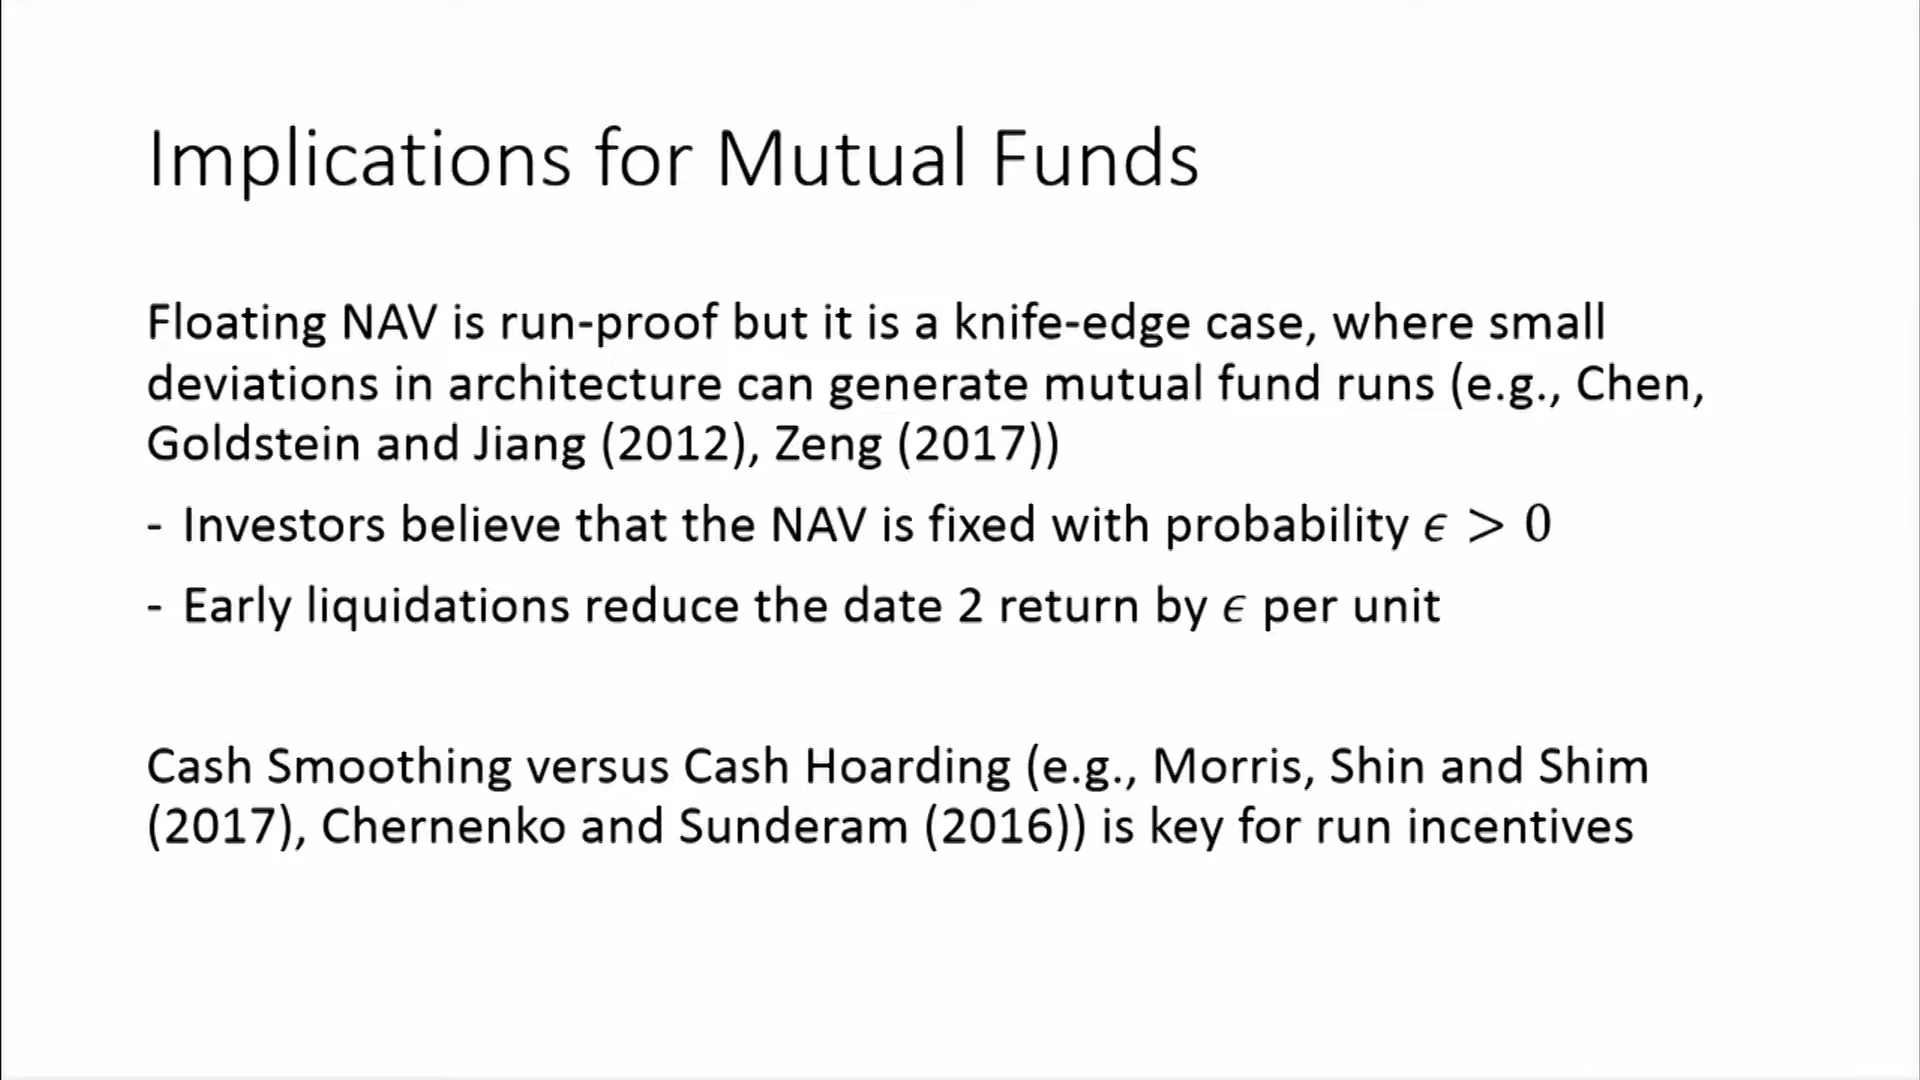 Implications for Mutual Funds
Floating NAV is run-proof but it is a knife-edge case, where small
deviations in architecture can generate mutual fund runs (e.g., Chen,
Goldstein and Jiang (2012), Zeng (2017))
- Investors believe that the NAV is fixed with probability ϵ > 0
- Early liquidations reduce the date 2 return by ϵ per unit
Cash Smoothing versus Cash Hoarding (e.g., Morris, Shin and Shim
(2017), Chernenko and Sunderam (2016)) is key for run incentives